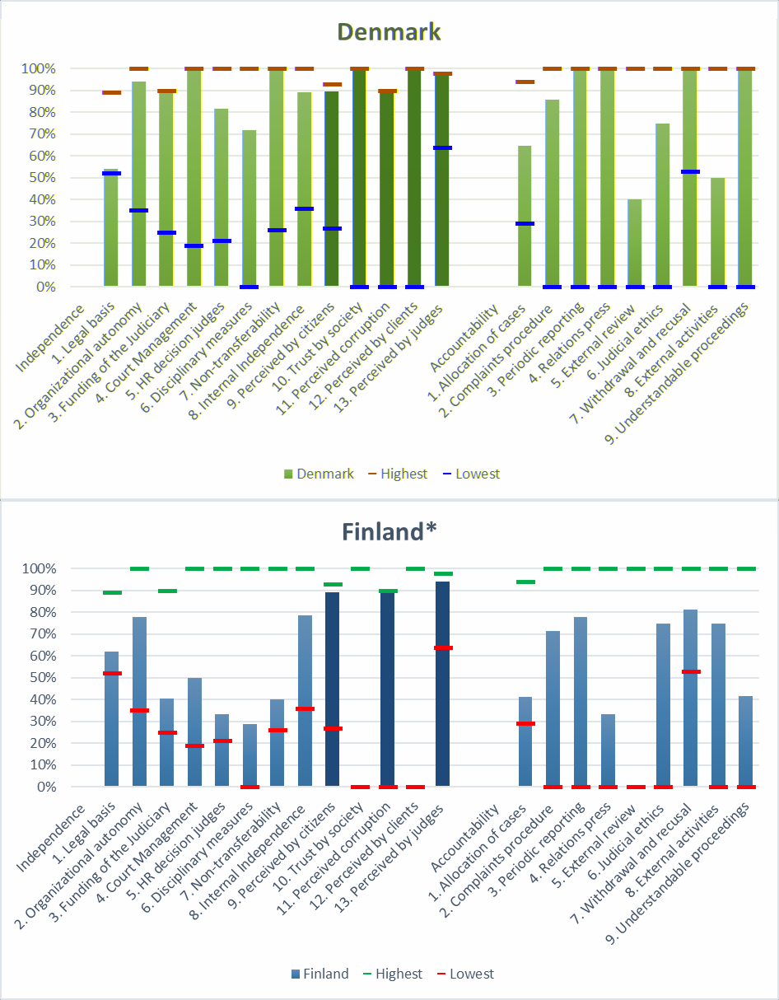 Denmark
100%
90%
80%
70%
60%
50%
40%
30%
20%
10%
0%
Independence
1. Legal basis
2. Organizational autonomy
3. Funding of the Judiciary
4. Court Management
5. HR decision judges
6. Disciplinary measures
7. Non-transferability
8. Internal Independence
9. Perceived by citizens
10. Trust by society
11. Perceived corruption
12. Perceived by clients
13. Perceived by judges
Accountability
1. Allocation of cases
2. Complaints procedure
3. Periodic reporting
4. Relations press
5. External review
6. Judicial ethics
7. Withdrawal and recusal
8. External activities
9. Understandable proceedings
Denmark Highest Lowest
Finland*
100%
90%
80%
70%
60%
50%
40%
30%
20%
10%
0%
Independence
1. Legal basis
2. Organizational autonomy
3. Funding of the Judiciary
4. Court Management
5. HR decision judges
6. Disciplinary measures
7. Non-transferability
8. Internal Independence
9. Perceived by citizens
10. Trust by society
11. Perceived corruption
12. Perceived by clients
13. Perceived by judges
Accountability
1. Allocation of cases
2. Complaints procedure
3. Periodic reporting
4. Relations press
5. External review
6. Judicial ethics
7. Withdrawal and recusal
8. External activities
9. Understandable proceedings
Finland Highest Lowest